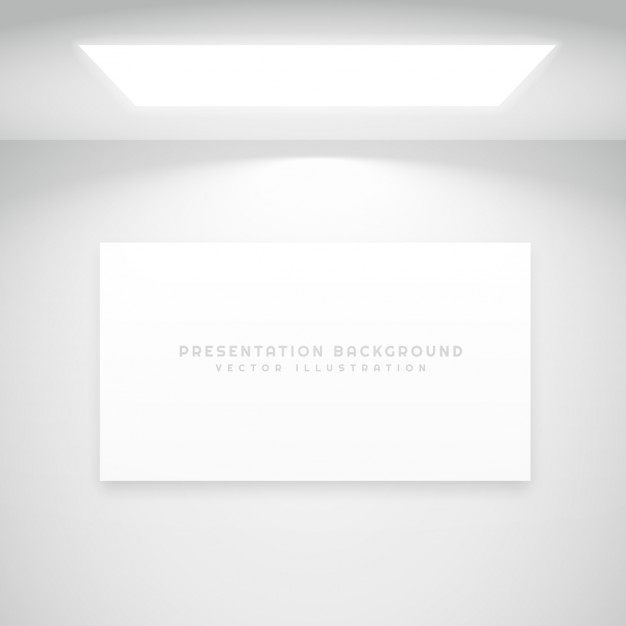 PRESENTATION BACKGROUND
VECTOR ILLUSTRATION